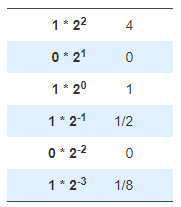 1 * 2² 4
0 * 2¹ 0
1 * 2⁰ 1
1 * 2⁻¹ 1/2
0 * 2⁻² 0
1 * 2⁻³ 1/8